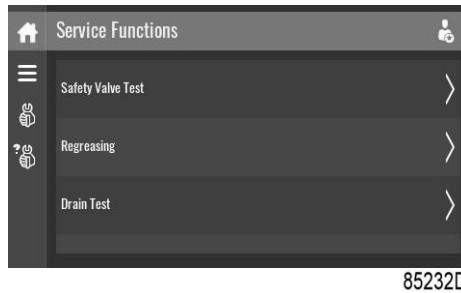 Service Functions
Safety Valve Test
Regreasing
?
Drain Test
85232D